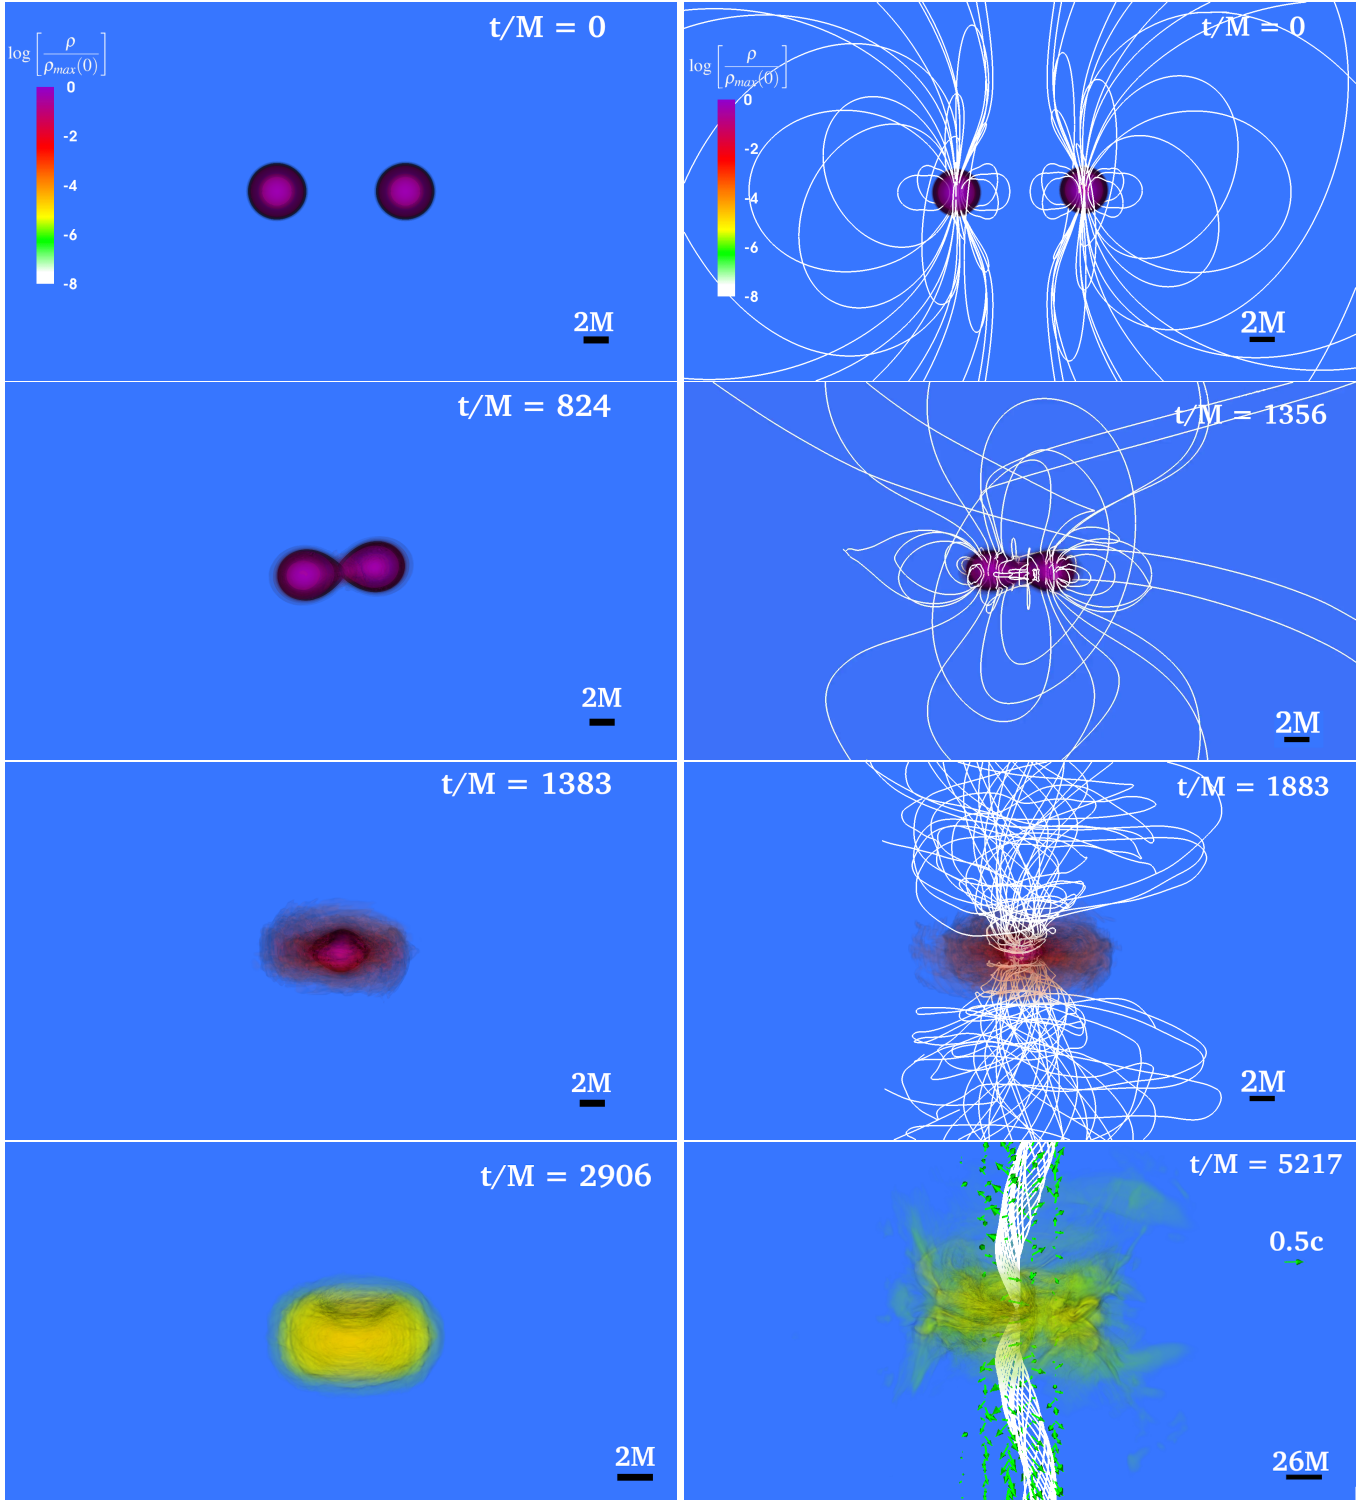 t/M = 0
log [ρ / ρmax(0)]
0
-2
-4
-6
-8
2M
t/M = 0
log [ρ / ρmax(0)]
0
-2
-4
-6
-8
2M
t/M = 824
2M
t/M = 1356
2M
t/M = 1383
2M
t/M = 1883
2M
t/M = 2906
2M
t/M = 5217
0.5c
26M